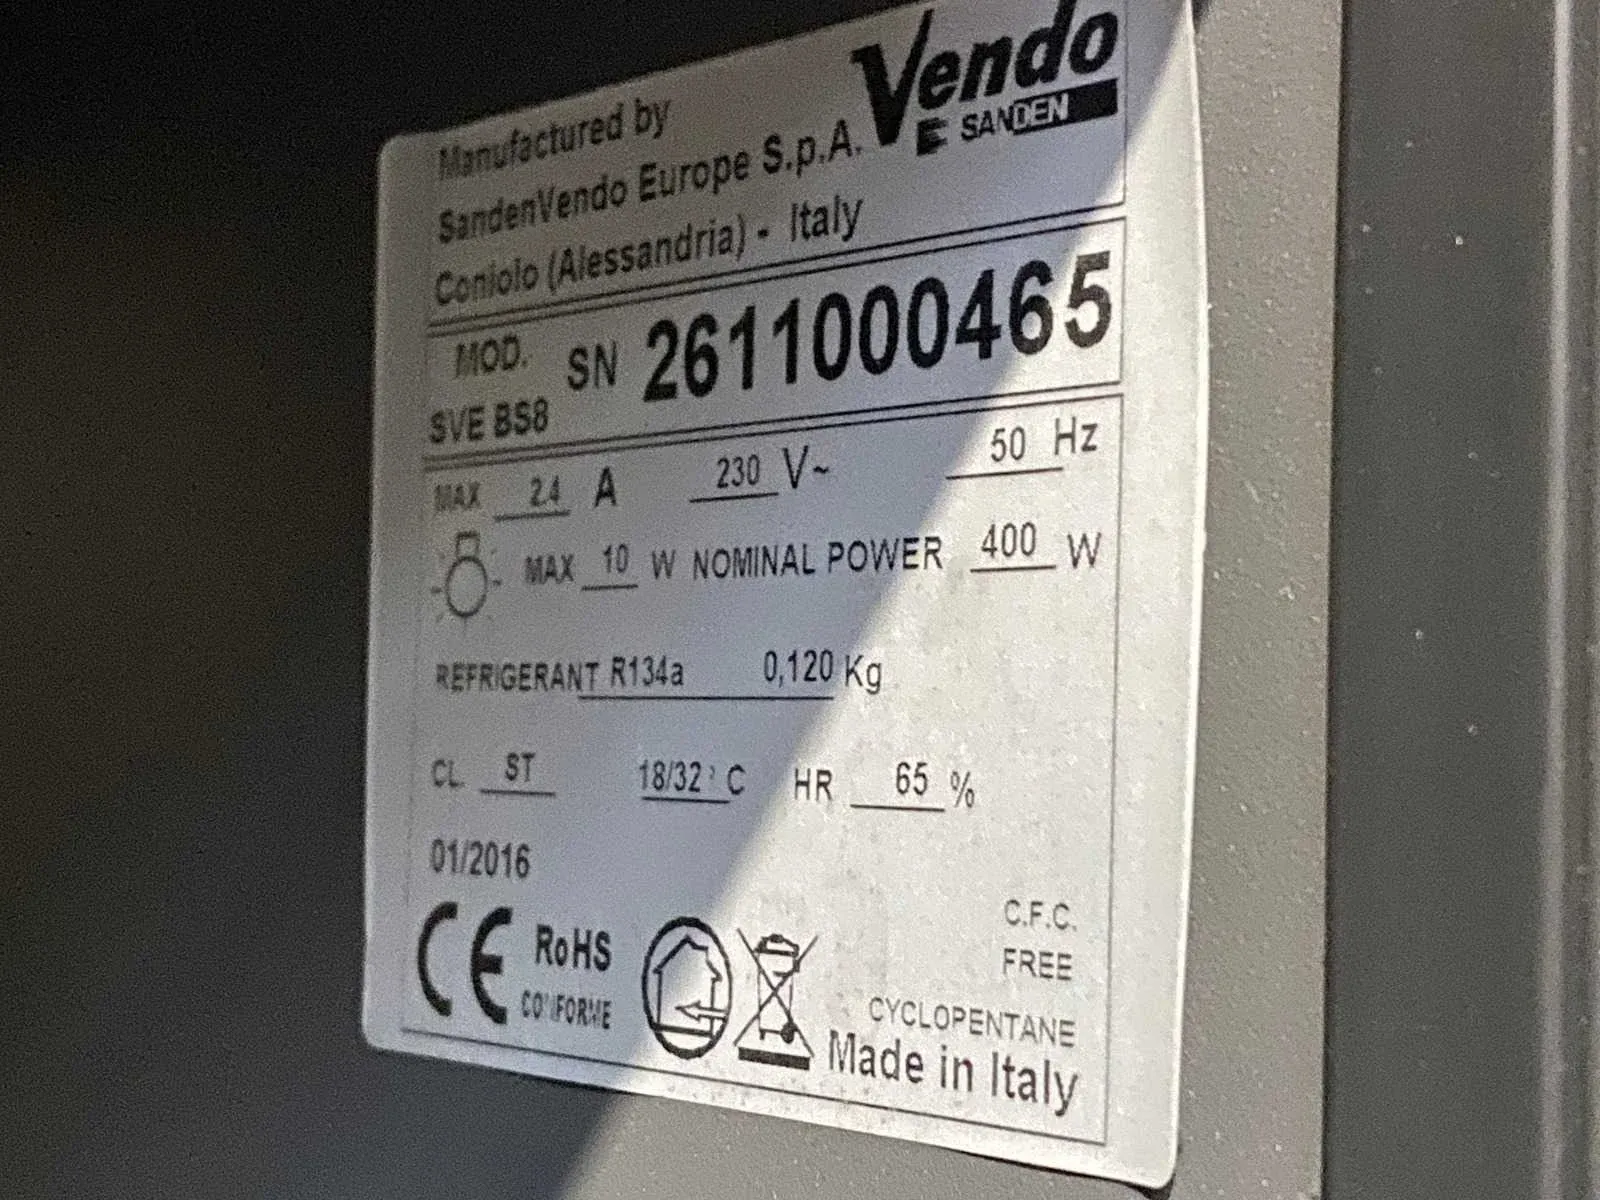 Vendo
SANDEN
Manufactured by
SandenVendo Europe S.p.A.
Coniolo (Alessandria) - Italy
MOD. SN 2611000465
SVE BS8
MAX 2.4 A 230 V~ 50 Hz
MAX 10 W NOMINAL POWER 400 W
REFRIGERANT R134a 0,120 Kg
CL ST 18/32° C HR 65 %
01/2016
CE RoHS
CONFORME
C.F.C.
FREE
CYCLOPENTANE
Made in Italy